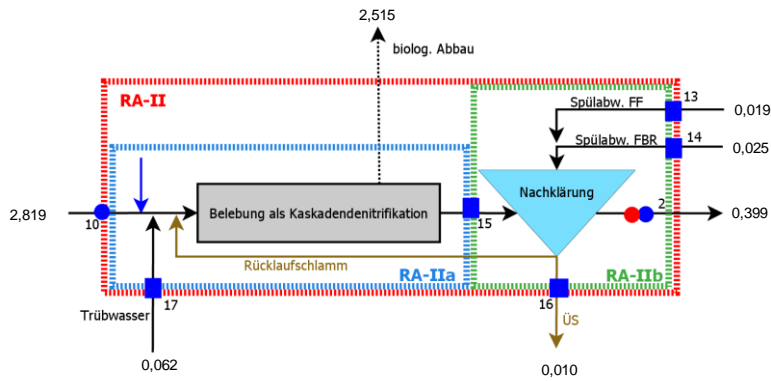 2,515
biolog. Abbau
RA-II
13
Spülabw. FF
0,019
14
Spülabw. FBR
0,025
Nachklärung
Belebung als Kaskadendenitrifikation
2,819
10
15
2
0,399
Rücklaufschlamm
RA-IIa
RA-IIb
17
16
Trübwasser
ÜS
0,062
0,010